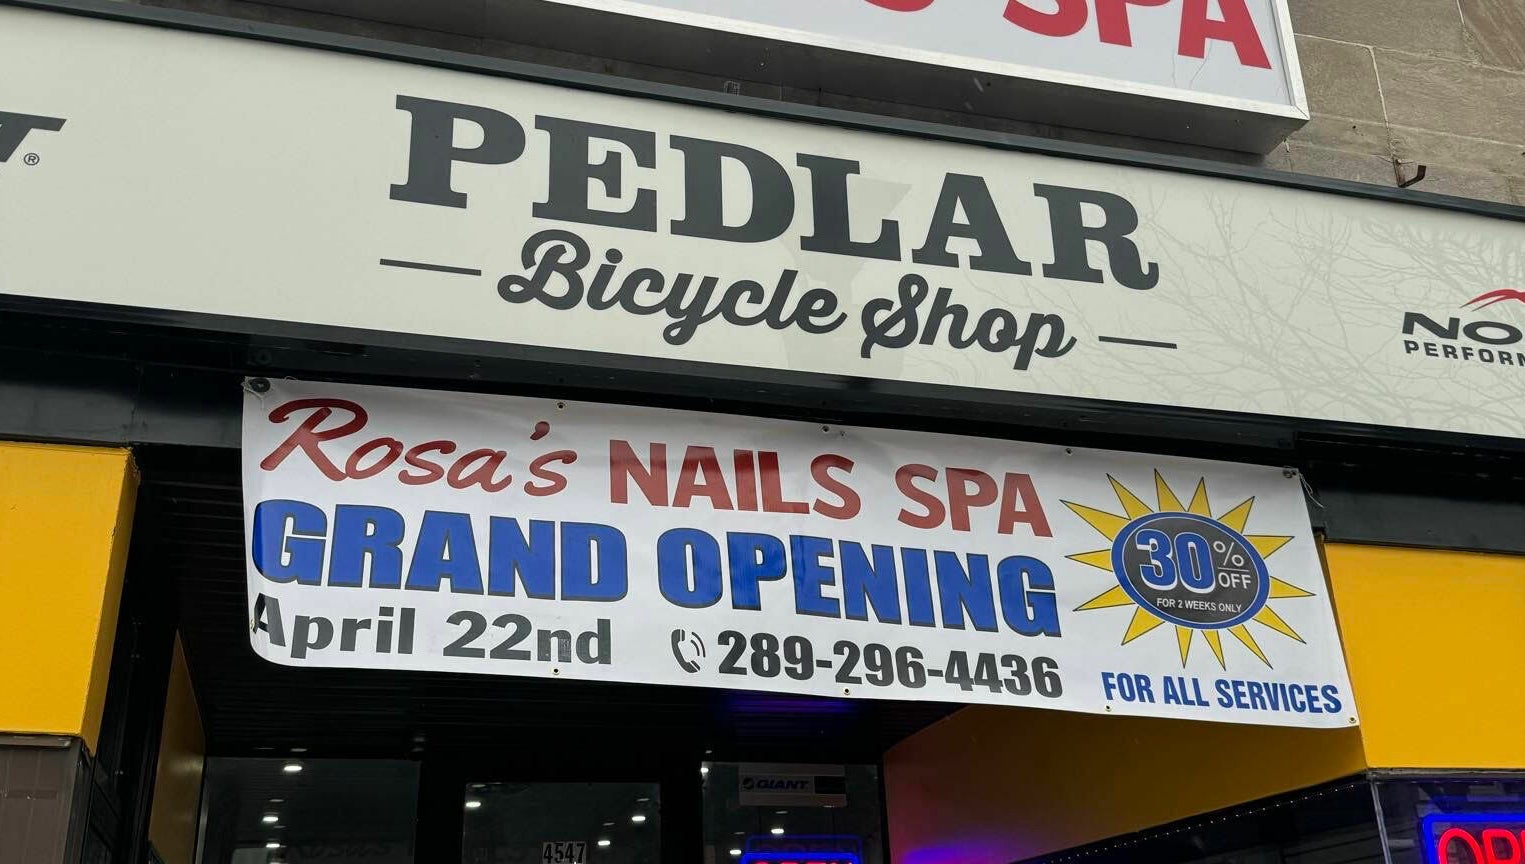 SPA
PEDLAR
Bicycle Shop
Rosa's NAILS SPA
GRAND OPENING
April 22nd
289-296-4436
30% OFF
FOR 2 WEEKS ONLY
FOR ALL SERVICES
GIANT
4547